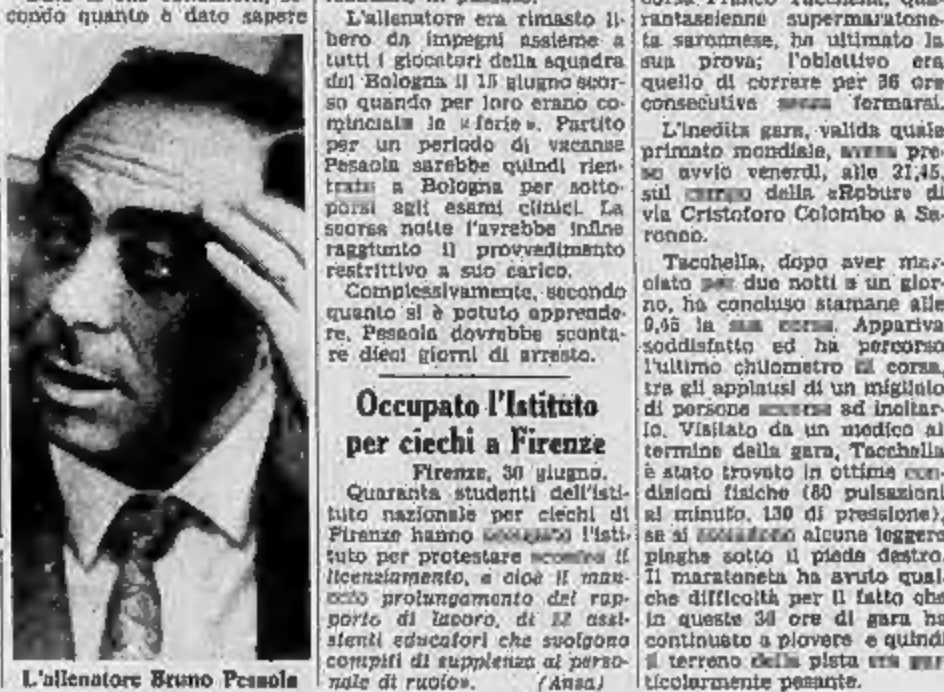 condo quanto è dato sapere
L'allenatore Bruno Pesaola
L'allenatore era rimasto li-
bero da impegni assieme a
tutti i giocatori della squadra
del Bologna il 15 giugno scor-
so quando per loro erano co-
minciate le «ferie». Partito
per un periodo di vacanze
Pesaola sarebbe quindi rien-
trato a Bologna per sotto-
porsi agli esami clinici. La
scorsa notte l'avrebbe infine
raggiunto il provvedimento
restrittivo a suo carico.
Complessivamente, secondo
quanto si è potuto apprende-
re, Pesaola dovrebbe sconta-
re dieci giorni di arresto.
Occupato l'Istituto
per ciechi a Firenze
Firenze, 30 giugno.
Quaranta studenti dell'isti-
tuto nazionale per ciechi di
Firenze hanno occupato l'isti-
tuto per protestare il
licenziamento, e cioè il man-
cato prolungamento del rap-
porto di lavoro, di 12 assi-
stenti educatori che svolgono
compiti di supplenza al perso-
nale di ruolo». (Ansa)
rantaseienne supermaratone-
ta saronnese, ha ultimato la
sua prova; l'obiettivo era
quello di correre per 36 ore
consecutive senza fermarsi.
L'inedita gara, valida quale
primato mondiale, aveva pre-
so avvio venerdì, alle 21,45,
sul campo della «Robur» di
via Cristoforo Colombo a Sa-
ronno.
Tacchella, dopo aver mar-
ciato per due notti e un gior-
no, ha concluso stamane alle
9,45 la sua corsa. Appariva
soddisfatto ed ha percorso
l'ultimo chilometro di corsa,
tra gli applausi di un migliaio
di persone accorse ad incitar-
lo. Visitato da un medico al
termine della gara, Tacchella
è stato trovato in ottime con-
dizioni fisiche (80 pulsazioni
al minuto, 130 di pressione),
se si alcune leggere
piaghe sotto il piede destro.
Il maratoneta ha avuto qual-
che difficoltà per il fatto che
in queste 36 ore di gara ha
continuato a piovere e quindi
il terreno della pista era par-
ticolarmente pesante.